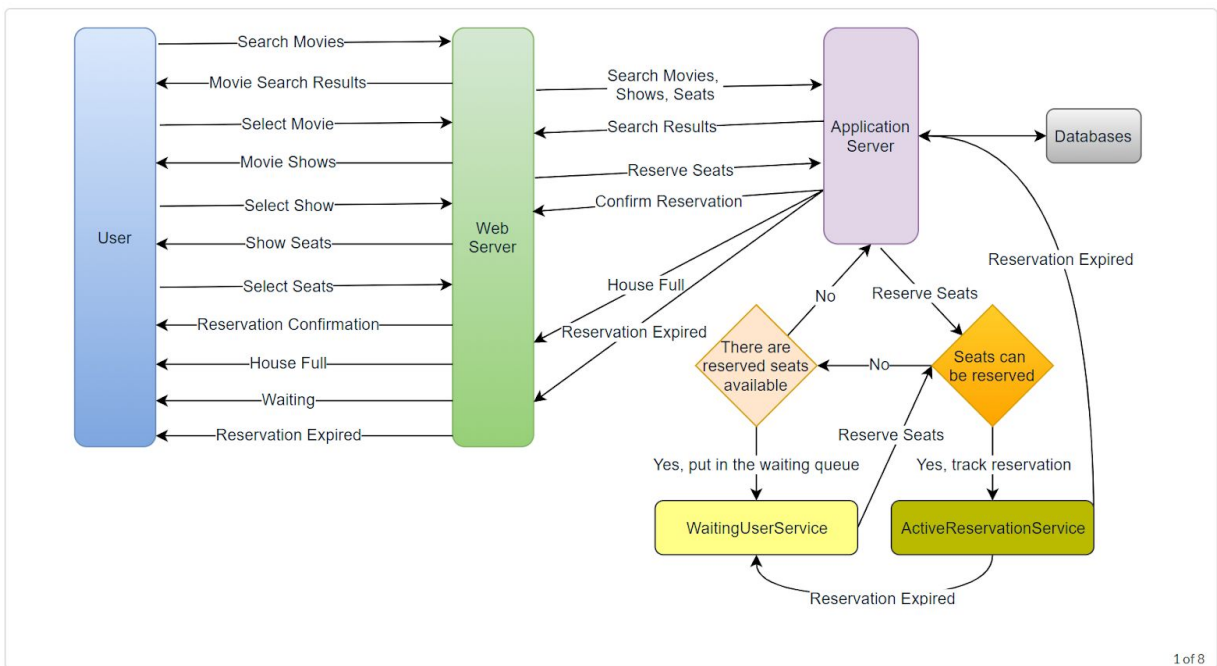 Search Movies
Movie Search Results
Select Movie
Movie Shows
Select Show
Show Seats
Select Seats
Reservation Confirmation
House Full
Waiting
Reservation Expired
User
Web
Server
Search Movies,
Shows, Seats
Search Results
Reserve Seats
Confirm Reservation
House Full
Reservation Expired
Application
Server
Databases
Reservation Expired
No
Reserve Seats
There are
reserved seats
available
No
Seats can
be reserved
Reserve Seats
Yes, put in the waiting queue
Yes, track reservation
WaitingUserService
ActiveReservationService
Reservation Expired
1 of 8